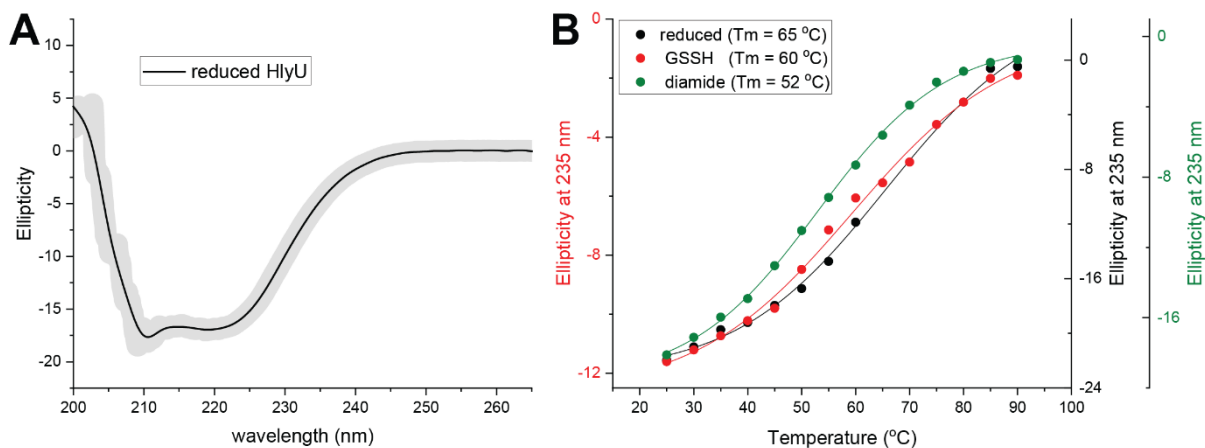 A
10
5
0
-5
-10
-15
-20
Ellipticity
reduced HlyU
200 210 220 230 240 250 260
wavelength (nm)
B
0
-4
-8
-12
Ellipticity at 235 nm
reduced (Tm = 65 °C)
GSSH (Tm = 60 °C)
diamide (Tm = 52 °C)
20 30 40 50 60 70 80 90 100
Temperature (°C)
0
-8
-16
-24
Ellipticity at 235 nm
0
-8
-16
Ellipticity at 235 nm